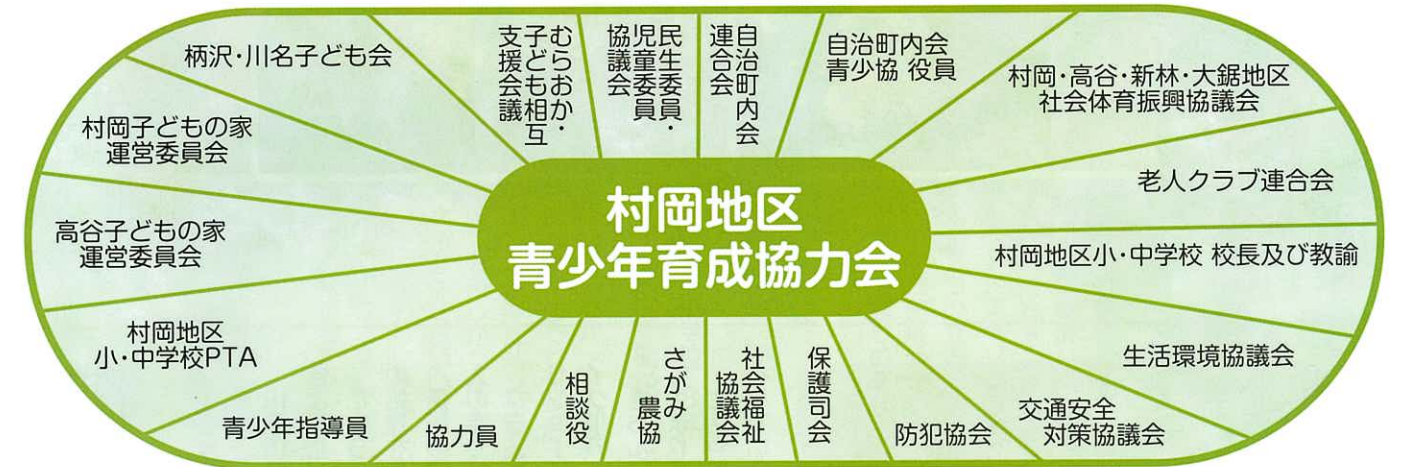 村岡地区
青少年育成協力会
柄沢・川名子ども会
むらおか・
子ども相互
支援会議
民生委員・
児童委員
協議会
自治町内会
連合会
自治町内会
青少協 役員
村岡・高谷・新林・大鋸地区
社会体育振興協議会
老人クラブ連合会
村岡地区小・中学校 校長及び教諭
生活環境協議会
交通安全
対策協議会
防犯協会
保護司会
社会福祉
協議会
さがみ
農協
相談役
協力員
青少年指導員
村岡地区
小・中学校PTA
高谷子どもの家
運営委員会
村岡子どもの家
運営委員会